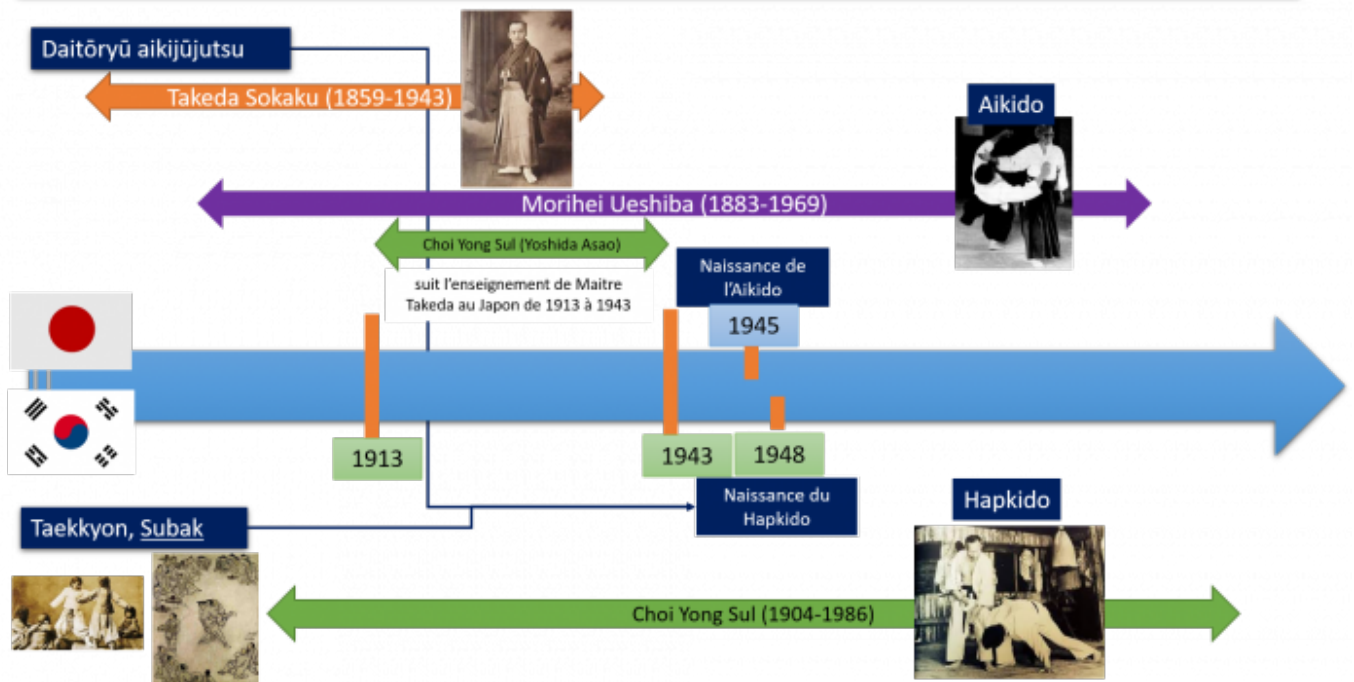 Daitōryū aikijūjutsu
Takeda Sokaku (1859-1943)
Aikido
Morihei Ueshiba (1883-1969)
Choi Yong Sul (Yoshida Asao)
suit l'enseignement de Maitre
Takeda au Japon de 1913 à 1943
Naissance de
l'Aikido
1945
1913
1943
1948
Naissance du
Hapkido
Hapkido
Taekkyon, Subak
Choi Yong Sul (1904-1986)